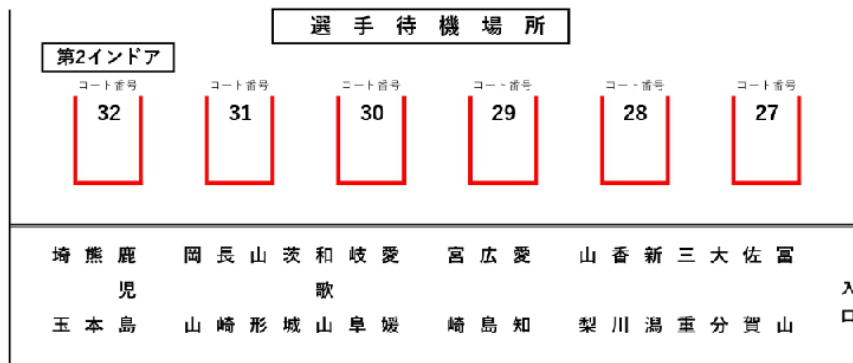 選手待機場所
第2インドア
コート番号
32
コート番号
31
コート番号
30
コート番号
29
コート番号
28
コート番号
27
埼玉
熊本
鹿児島
岡山
長崎
山形
茨城
和歌山
岐阜
愛媛
宮崎
広島
愛知
山梨
香川
新潟
三重
大分
佐賀
富山
入口